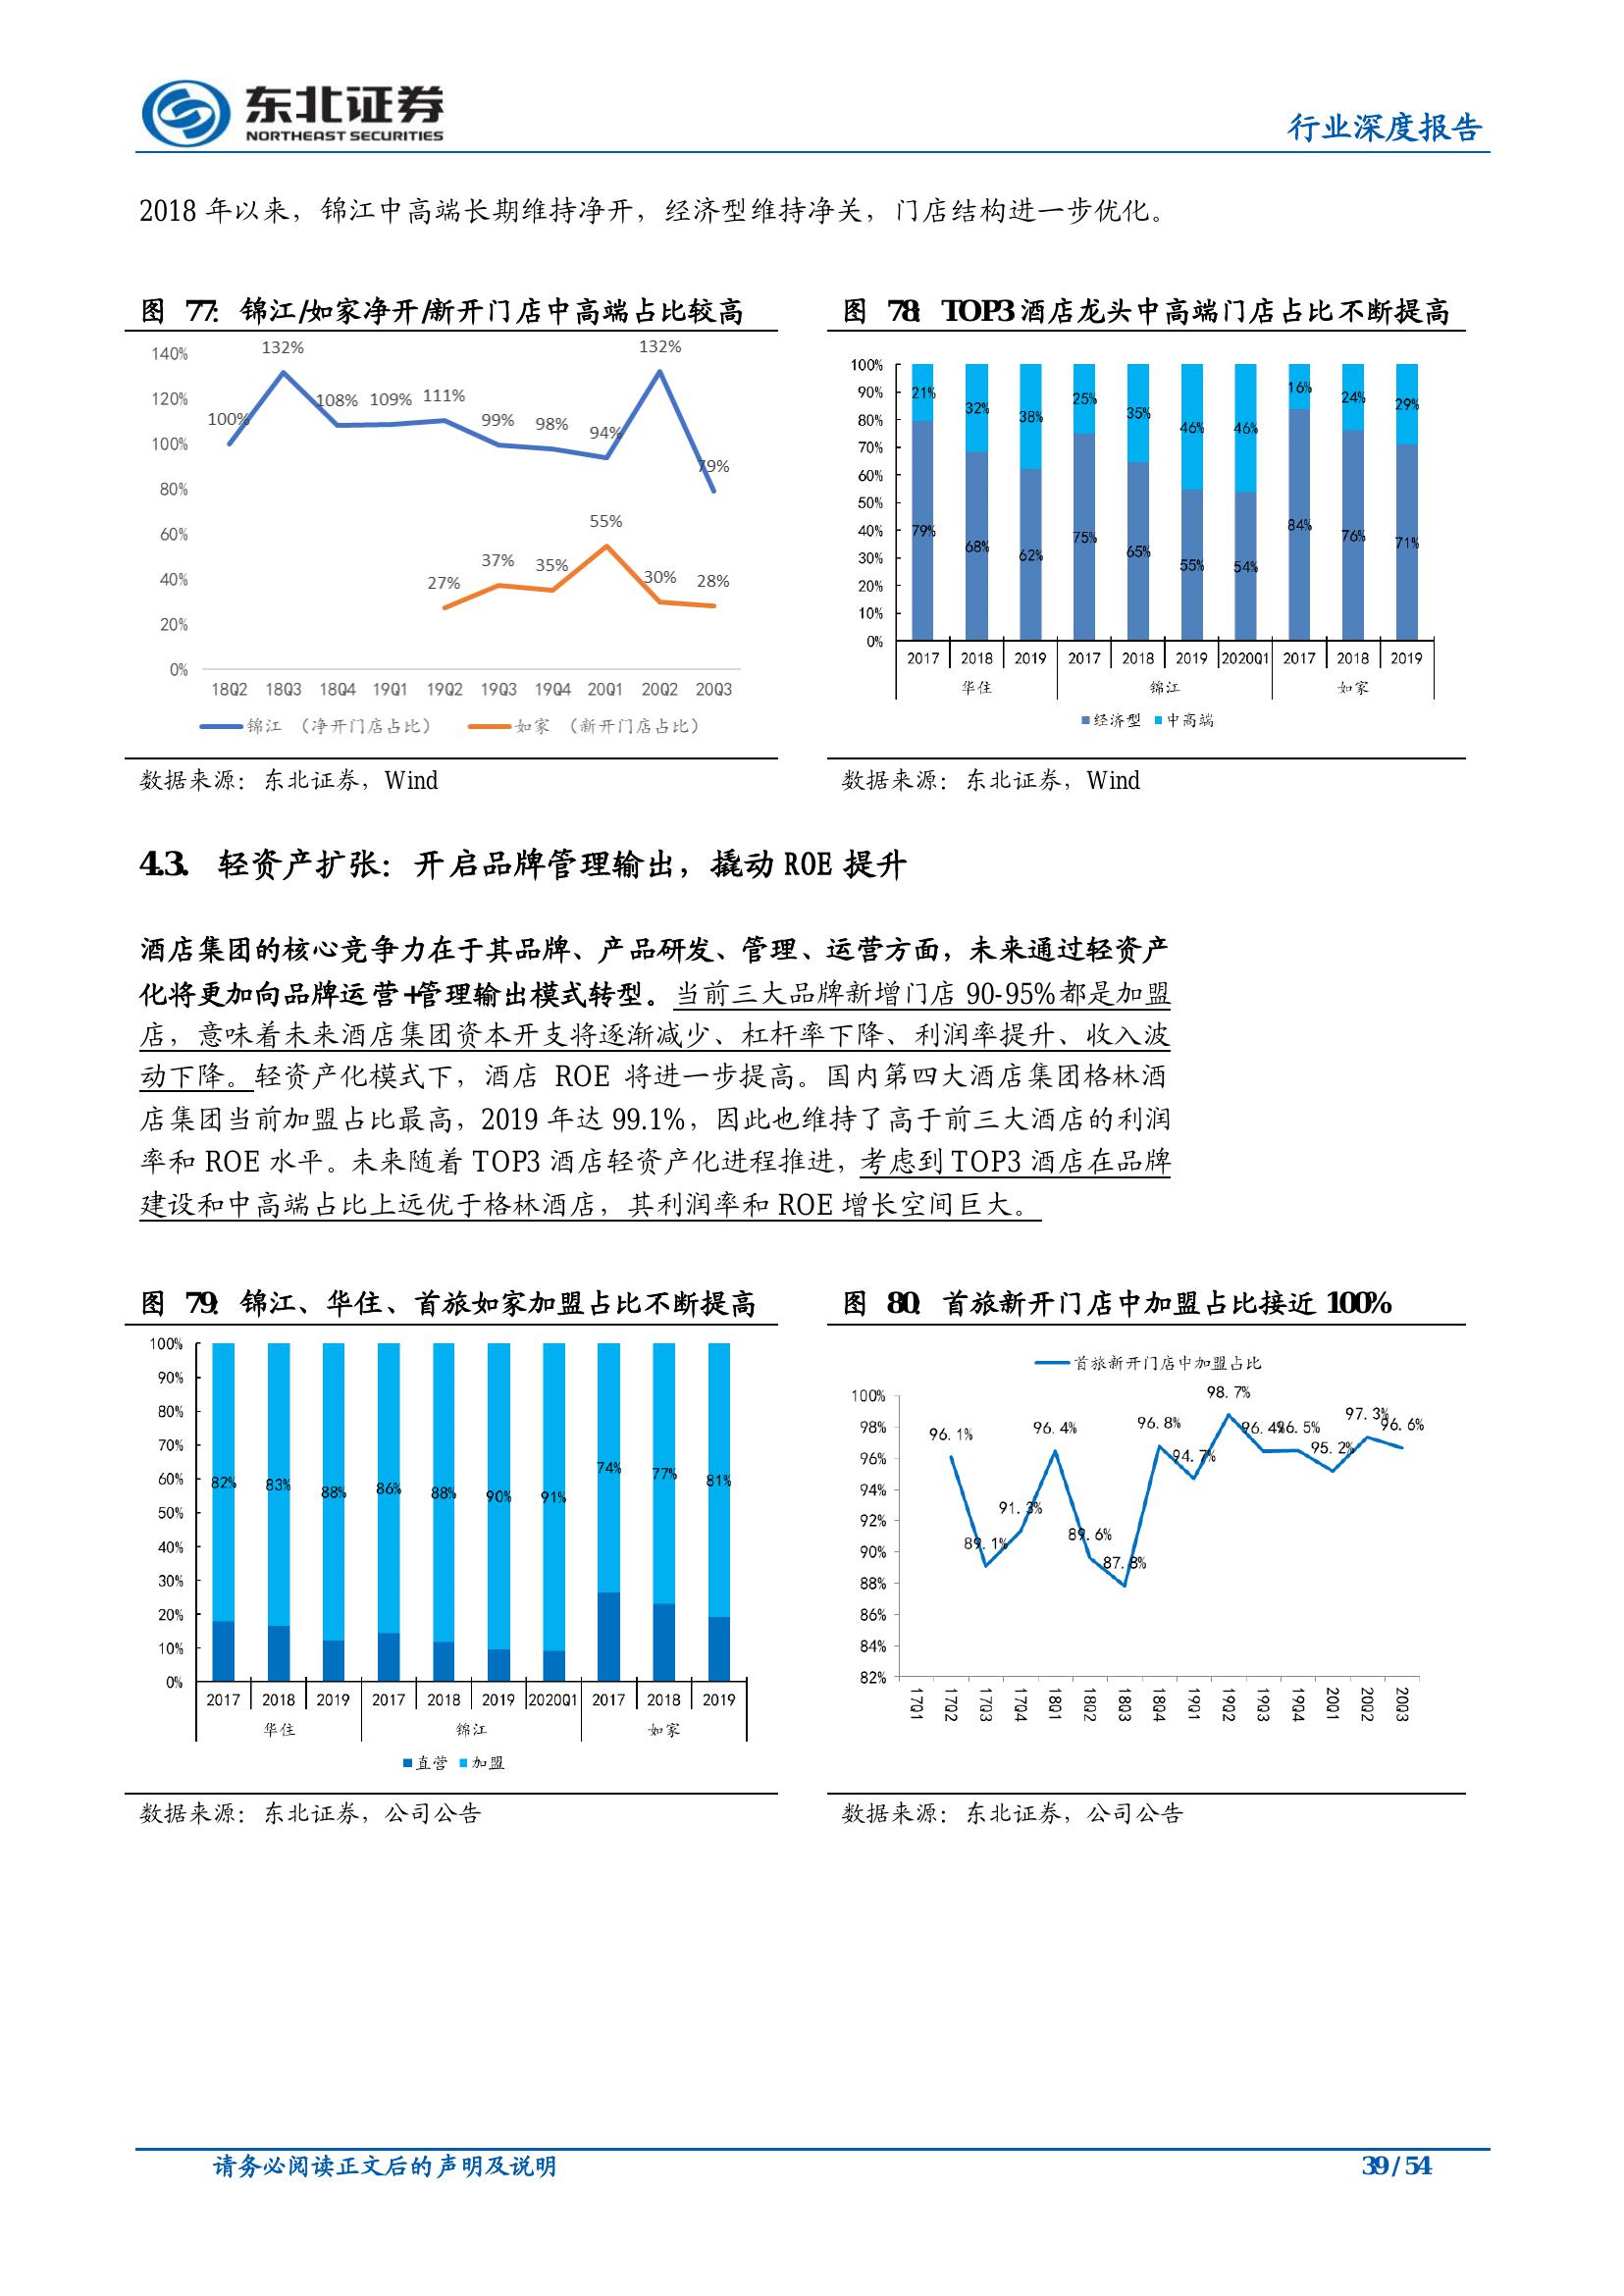 东北证券
NORTHEAST SECURITIES
行业深度报告
2018 年以来，锦江中高端长期维持净开，经济型维持净关，门店结构进一步优化。
图 77：锦江/如家净开/新开门店中高端占比较高
140%
120%
100%
80%
60%
40%
20%
0%
100%
132%
108%
109%
111%
99%
98%
94%
132%
79%
27%
37%
35%
55%
30%
28%
18Q2 18Q3 18Q4 19Q1 19Q2 19Q3 19Q4 20Q1 20Q2 20Q3
锦江 （净开门店占比） 如家 （新开门店占比）
数据来源：东北证券，Wind
图 78：TOP3 酒店龙头中高端门店占比不断提高
100%
90%
80%
70%
60%
50%
40%
30%
20%
10%
0%
21% 32% 38% 25% 35% 46% 46% 16% 24% 29%
79% 68% 62% 75% 65% 55% 54% 84% 76% 71%
2017 2018 2019 2017 2018 2019 2020Q1 2017 2018 2019
华住 锦江 如家
经济型 中高端
数据来源：东北证券，Wind
4.3. 轻资产扩张：开启品牌管理输出，撬动 ROE 提升
酒店集团的核心竞争力在于其品牌、产品研发、管理、运营方面，未来通过轻资产
化将更加向品牌运营+管理输出模式转型。当前三大品牌新增门店 90-95%都是加盟
店，意味着未来酒店集团资本开支将逐渐减少、杠杆率下降、利润率提升、收入波
动下降。轻资产化模式下，酒店 ROE 将进一步提高。国内第四大酒店集团格林酒
店集团当前加盟占比最高，2019 年达 99.1%，因此也维持了高于前三大酒店的利润
率和 ROE 水平。未来随着 TOP3 酒店轻资产化进程推进，考虑到 TOP3 酒店在品牌
建设和中高端占比上远优于格林酒店，其利润率和 ROE 增长空间巨大。
图 79：锦江、华住、首旅如家加盟占比不断提高
100%
90%
80%
70%
60%
50%
40%
30%
20%
10%
0%
82% 83% 88% 86% 88% 90% 91% 74% 77% 81%
2017 2018 2019 2017 2018 2019 2020Q1 2017 2018 2019
华住 锦江 如家
直营 加盟
数据来源：东北证券，公司公告
图 80：首旅新开门店中加盟占比接近 100%
首旅新开门店中加盟占比
100%
98%
96%
94%
92%
90%
88%
86%
84%
82%
96.1%
89.1%
91.3%
96.4%
89.6%
87.8%
96.8%
94.7%
98.7%
96.4%
96.5%
95.2%
97.3%
96.6%
17Q1 17Q2 17Q3 17Q4 18Q1 18Q2 18Q3 18Q4 19Q1 19Q2 19Q3 19Q4 20Q1 20Q2 20Q3
数据来源：东北证券，公司公告
请务必阅读正文后的声明及说明
39 / 54